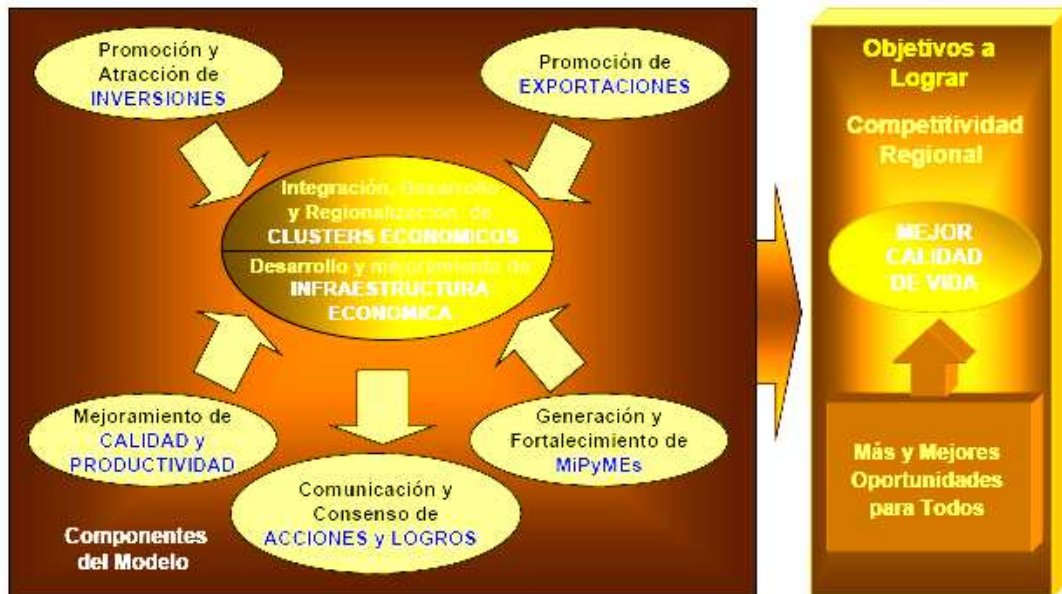 Promoción y
Atracción de
INVERSIONES
Promoción de
EXPORTACIONES
Integración, Desarrollo
y Regionalización, de
CLUSTERS ECONOMICOS
Desarrollo y mejoramiento de
INFRAESTRUCTURA
ECONOMICA
Mejoramiento de
CALIDAD y
PRODUCTIVIDAD
Comunicación y
Consenso de
ACCIONES y LOGROS
Generación y
Fortalecimiento de
MiPyMEs
Componentes
del Modelo
Objetivos a
Lograr
Competitividad
Regional
MEJOR
CALIDAD
DE VIDA
Más y Mejores
Oportunidades
para Todos